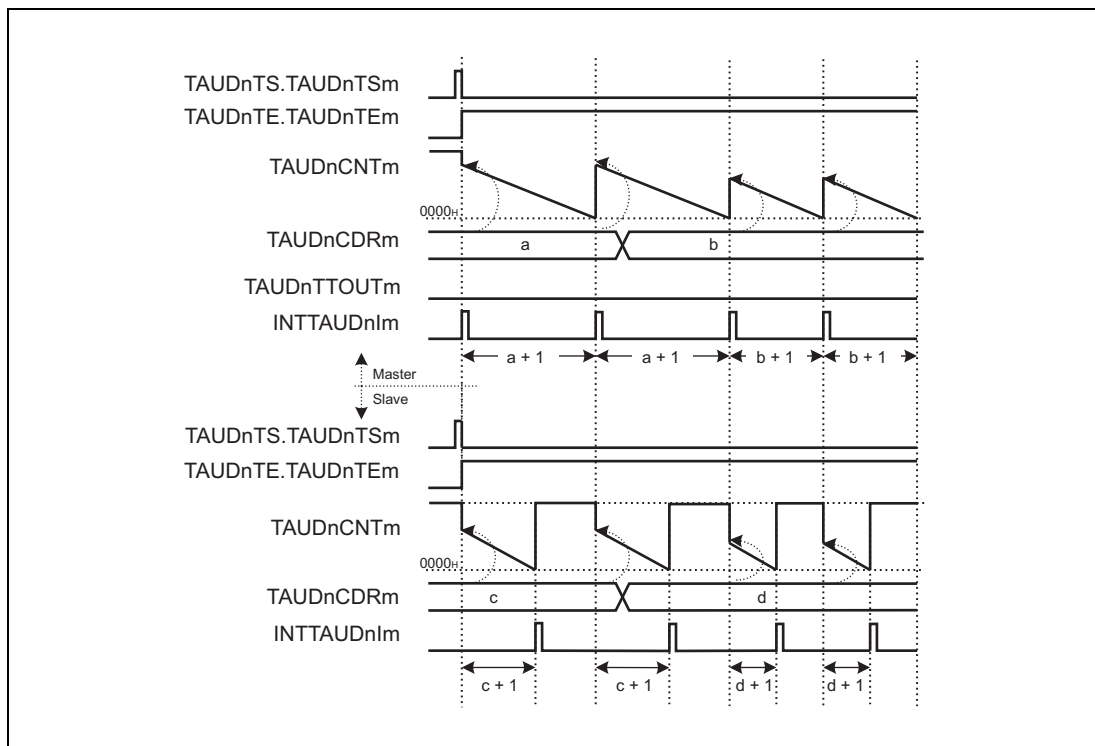 TAUDnTS.TAUDnTSm
TAUDnTE.TAUDnTEm
TAUDnCNTm
0000H
TAUDnCDRm
a
b
TAUDnTTOUTm
INTTAUDnIm
a + 1
a + 1
b + 1
b + 1
Master
Slave
TAUDnTS.TAUDnTSm
TAUDnTE.TAUDnTEm
TAUDnCNTm
0000H
TAUDnCDRm
c
d
INTTAUDnIm
c + 1
c + 1
d + 1
d + 1